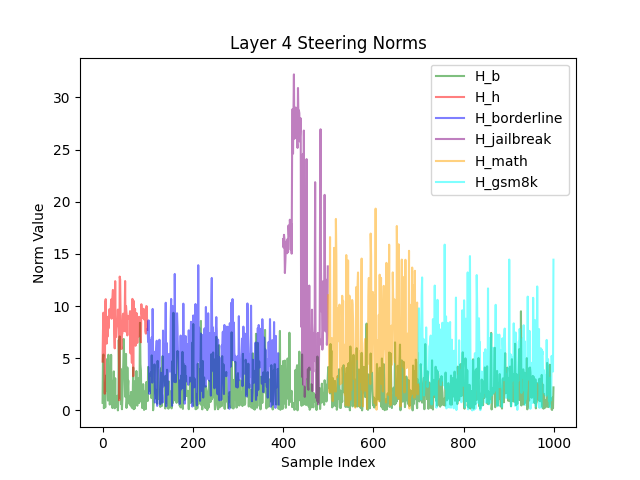 Layer 4 Steering Norms
Norm Value
30
25
20
15
10
5
0
0 200 400 600 800 1000
Sample Index
H_b
H_h
H_borderline
H_jailbreak
H_math
H_gsm8k